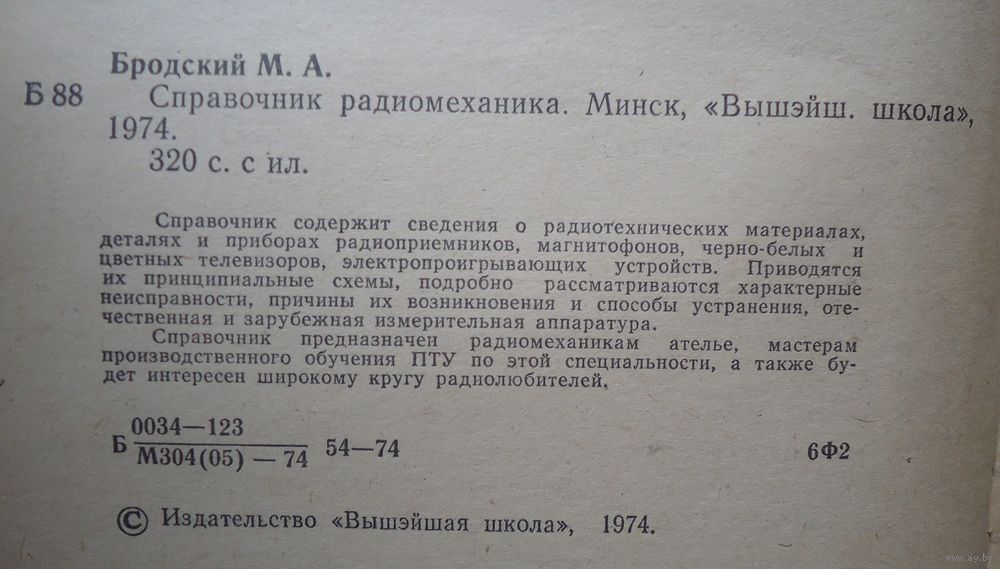 Бродский М. А.
Б 88
Справочник радиомеханика. Минск, «Вышэйш. школа»,
1974.
320 с. с ил.
Справочник содержит сведения о радиотехнических материалах,
деталях и приборах радиоприемников, магнитофонов, черно-белых и
цветных телевизоров, электропроигрывающих устройств. Приводятся
их принципиальные схемы, подробно рассматриваются характерные
неисправности, причины их возникновения и способы устранения, оте-
чественная и зарубежная измерительная аппаратура.
Справочник предназначен радиомеханикам ателье, мастерам
производственного обучения ПТУ по этой специальности, а также бу-
дет интересен широкому кругу радиолюбителей.
Б 0034—123
М304(05) — 74 54—74 6Ф2
© Издательство «Вышэйшая школа», 1974.
www.ay.by